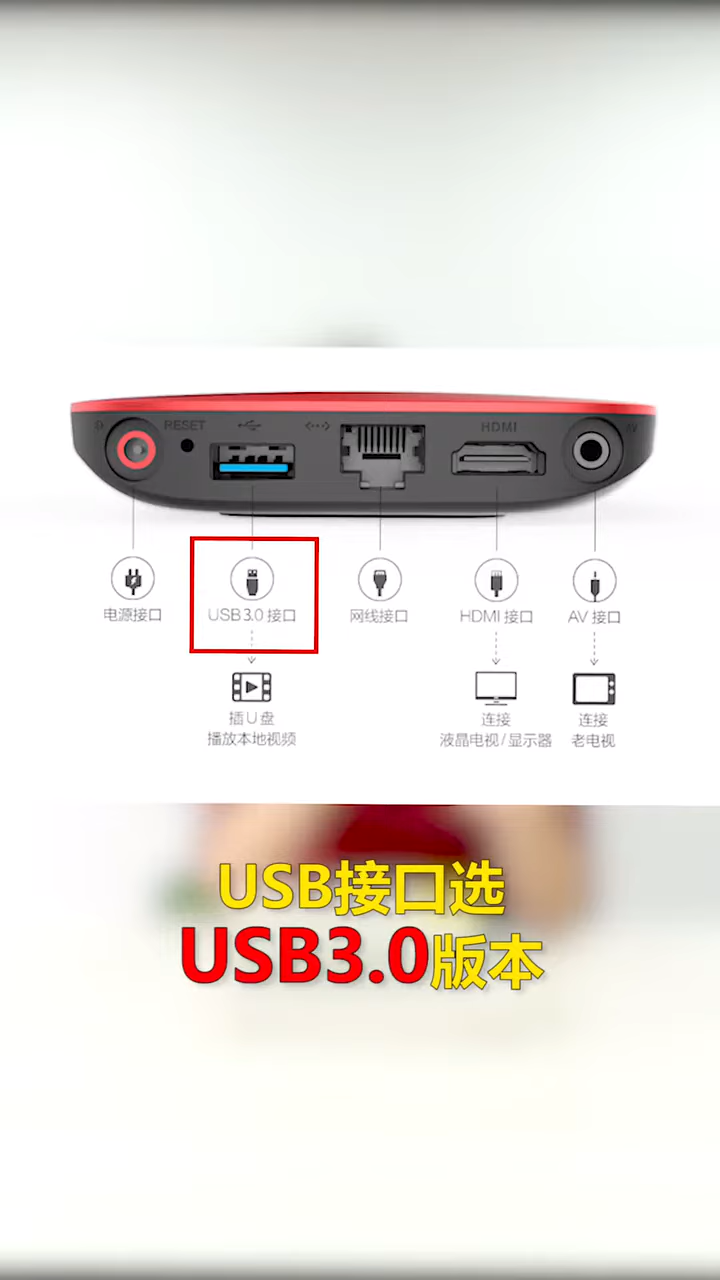 RESET
HDMI
AV
电源接口
USB3.0 接口
网线接口
HDMI 接口
AV 接口
插U盘
播放本地视频
连接
液晶电视/显示器
连接
老电视
USB接口选
USB3.0版本